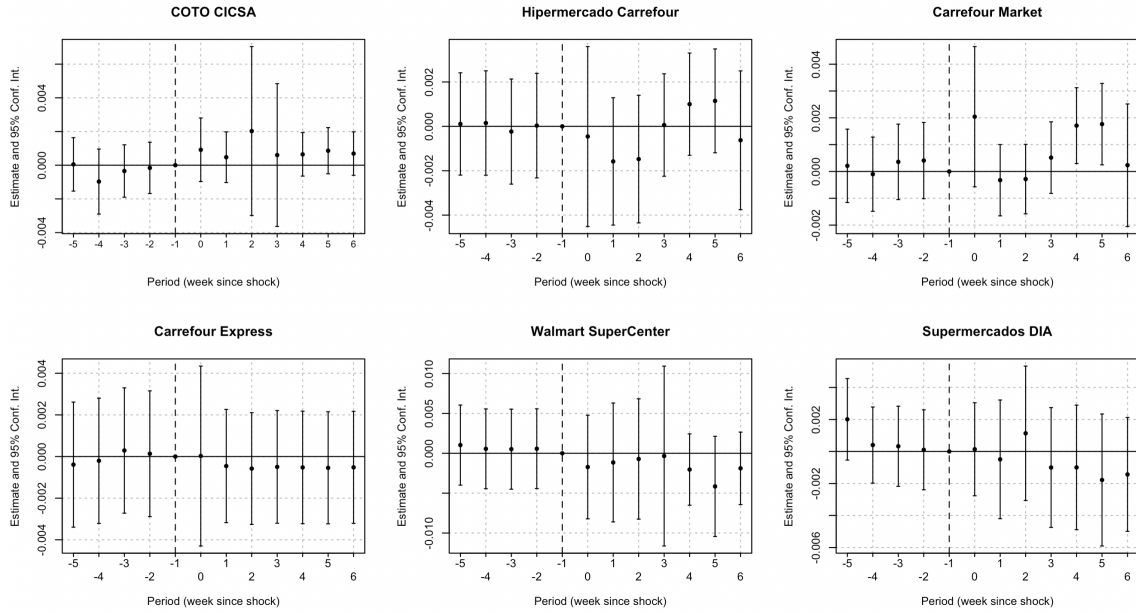 COTO CICSA
Estimate and 95% Conf. Int.
0.004
0.000
-0.004
-5 -4 -3 -2 -1 0 1 2 3 4 5 6
Period (week since shock)
Hipermercado Carrefour
Estimate and 95% Conf. Int.
0.002
0.000
-0.002
-0.004
-5 -3 -1 1 3 5
-4 -2 0 2 4 6
Period (week since shock)
Carrefour Market
Estimate and 95% Conf. Int.
0.004
0.002
0.000
-0.002
-5 -3 -1 1 3 5
-4 -2 0 2 4 6
Period (week since shock)
Carrefour Express
Estimate and 95% Conf. Int.
0.004
0.002
0.000
-0.002
-0.004
-5 -3 -1 1 3 5
-4 -2 0 2 4 6
Period (week since shock)
Walmart SuperCenter
Estimate and 95% Conf. Int.
0.010
0.005
0.000
-0.010
-5 -3 -1 1 3 5
-4 -2 0 2 4 6
Period (week since shock)
Supermercados DIA
Estimate and 95% Conf. Int.
0.002
-0.002
-0.006
-5 -3 -1 1 3 5
-4 -2 0 2 4 6
Period (week since shock)